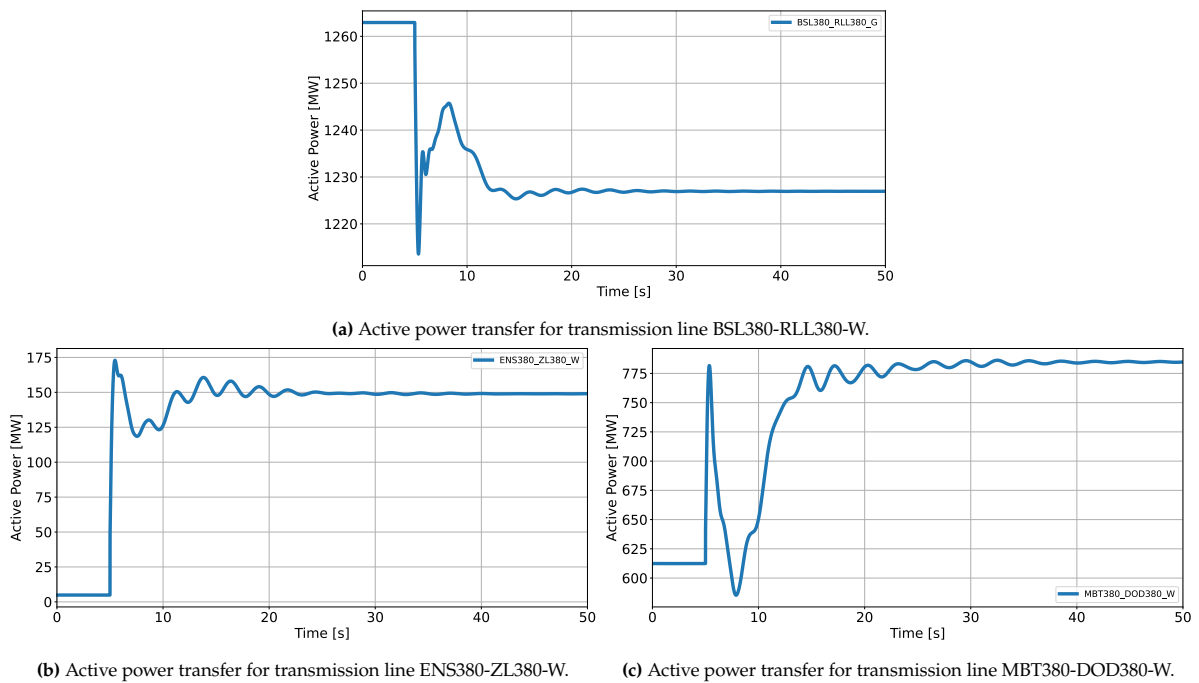 BSL380_RLL380_G
1260
1250
1240
1230
1220
Active Power [MW]
0 10 20 30 40 50
Time [s]
(a) Active power transfer for transmission line BSL380-RLL380-W.
ENS380_ZL380_W
175
150
125
100
75
50
25
0
Active Power [MW]
0 10 20 30 40 50
Time [s]
(b) Active power transfer for transmission line ENS380-ZL380-W.
775
750
725
700
675
650
625
600
Active Power [MW]
MBT380_DOD380_W
0 10 20 30 40 50
Time [s]
(c) Active power transfer for transmission line MBT380-DOD380-W.